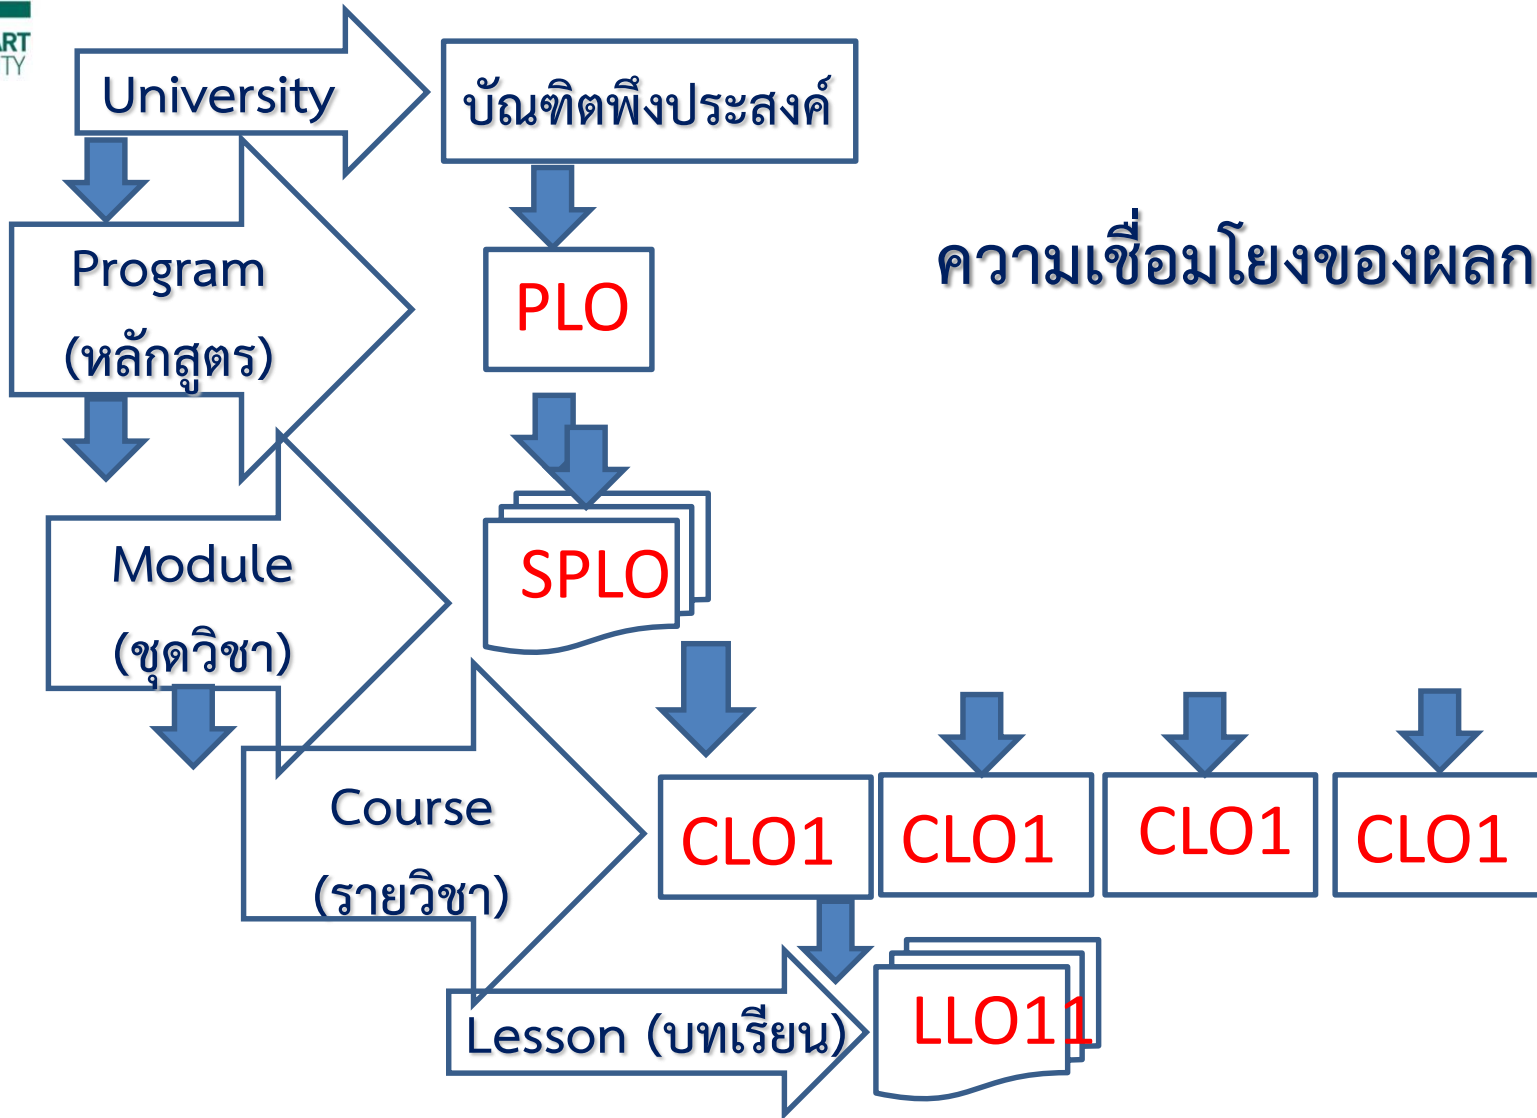 ART
TY
University
บัณฑิตพึงประสงค์
Program
(หลักสูตร)
PLO
ความเชื่อมโยงของผลก
Module
(ชุดวิชา)
SPLO
Course
(รายวิชา)
CLO1
CLO1
CLO1
CLO1
Lesson (บทเรียน)
LLO11